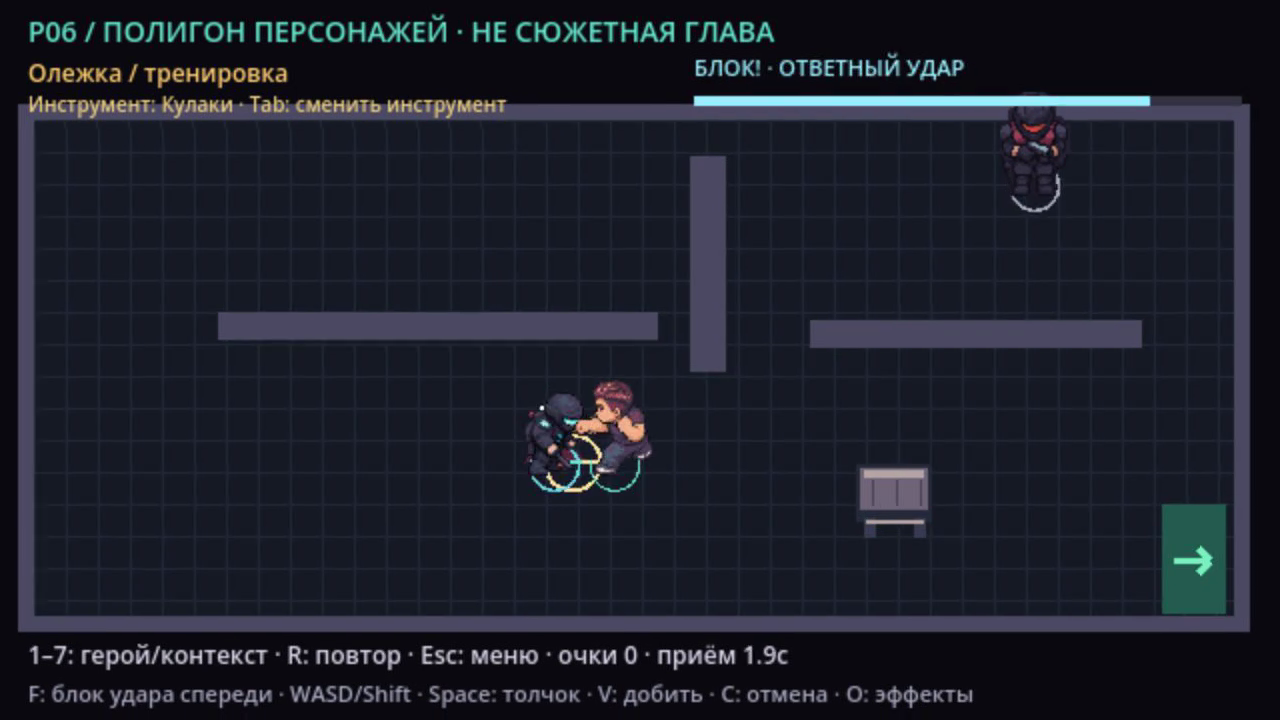 P06 / ПОЛИГОН ПЕРСОНАЖЕЙ · НЕ СЮЖЕТНАЯ ГЛАВА
Олежка / тренировка
БЛОК! · ОТВЕТНЫЙ УДАР
Инструмент: Кулаки · Tab: сменить инструмент
→
1–7: герой/контекст · R: повтор · Esc: меню · очки 0 · приём 1.9с
F: блок удара спереди · WASD/Shift · Space: толчок · V: добить · C: отмена · O: эффекты